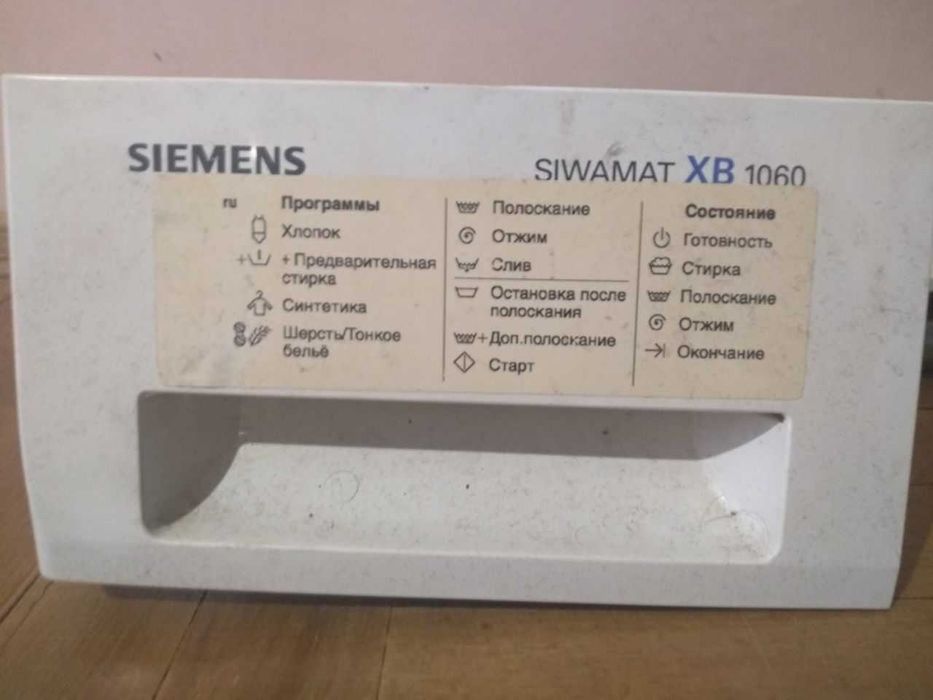 SIEMENS
SIWAMAT XB 1060
ru Программы
Хлопок
+ Предварительная
стирка
Синтетика
Шерсть/Тонкое
бельё
Полоскание
Отжим
Слив
Остановка после
полоскания
+Доп.полоскание
Старт
Состояние
Готовность
Стирка
Полоскание
Отжим
Окончание